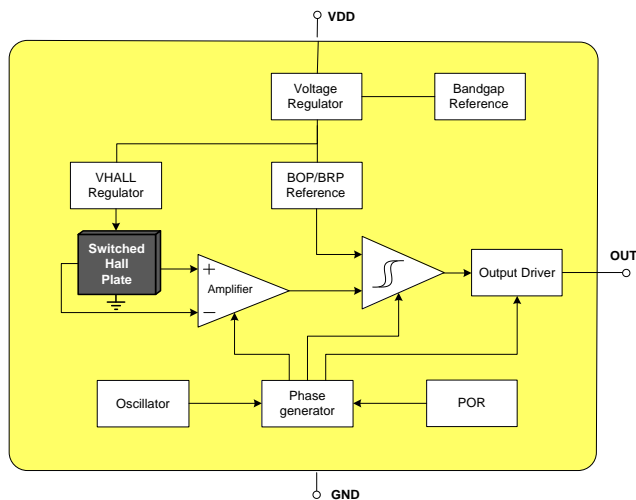 VDD
Voltage
Regulator
Bandgap
Reference
VHALL
Regulator
BOP/BRP
Reference
Switched
Hall
Plate
+
Amplifier
−
Output Driver
OUT
Oscillator
Phase
generator
POR
GND